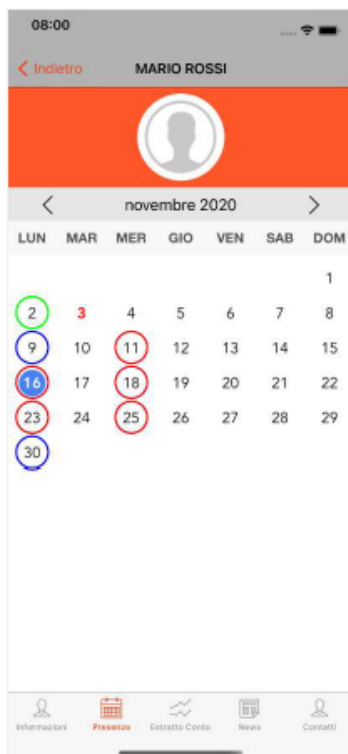 08:00
Indietro MARIO ROSSI
novembre 2020
LUN MAR MER GIO VEN SAB DOM
1
2 3 4 5 6 7 8
9 10 11 12 13 14 15
16 17 18 19 20 21 22
23 24 25 26 27 28 29
30
Informazioni Presenze Estratto Conto News Contatti